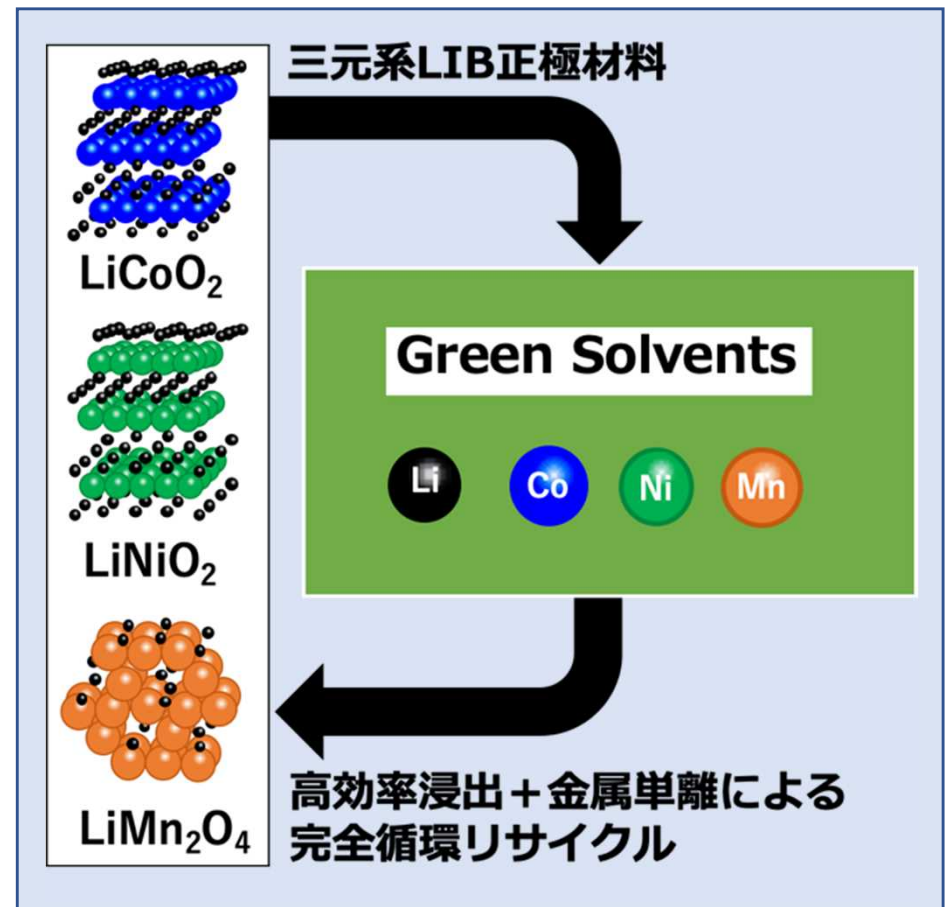 三元系LIB正極材料
LiCoO₂
LiNiO₂
LiMn₂O₄
Green Solvents
Li Co Ni Mn
高効率浸出＋金属単離による
完全循環リサイクル